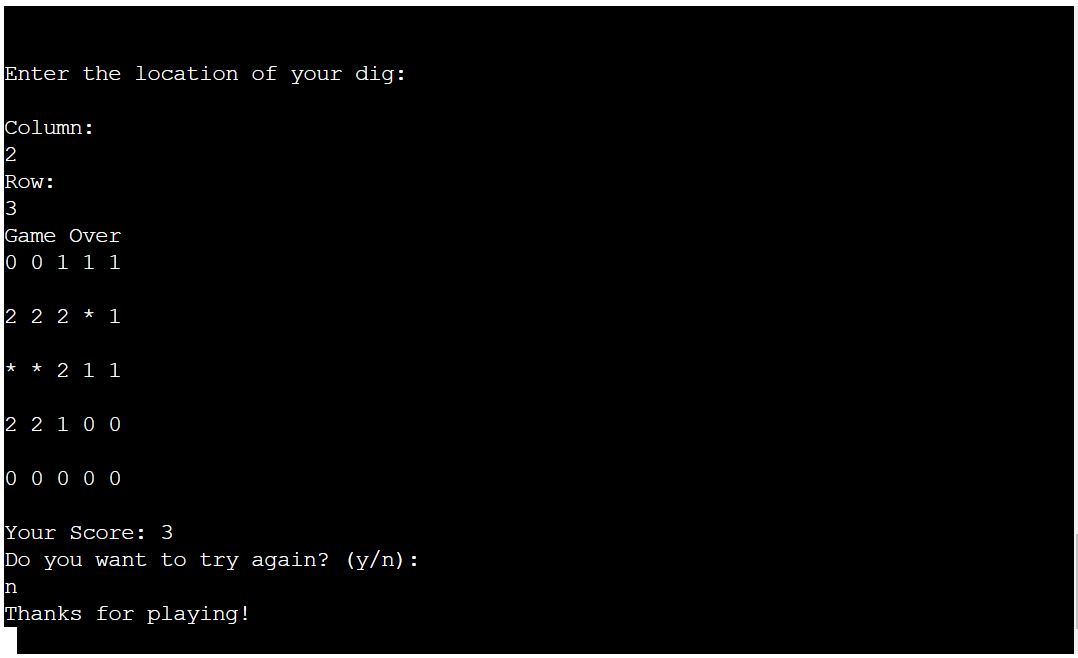 Enter the location of your dig:
Column:
2
Row:
3
Game Over
0 0 1 1 1
2 2 2 * 1
* * 2 1 1
2 2 1 0 0
0 0 0 0 0
Your Score: 3
Do you want to try again? (y/n):
n
Thanks for playing!